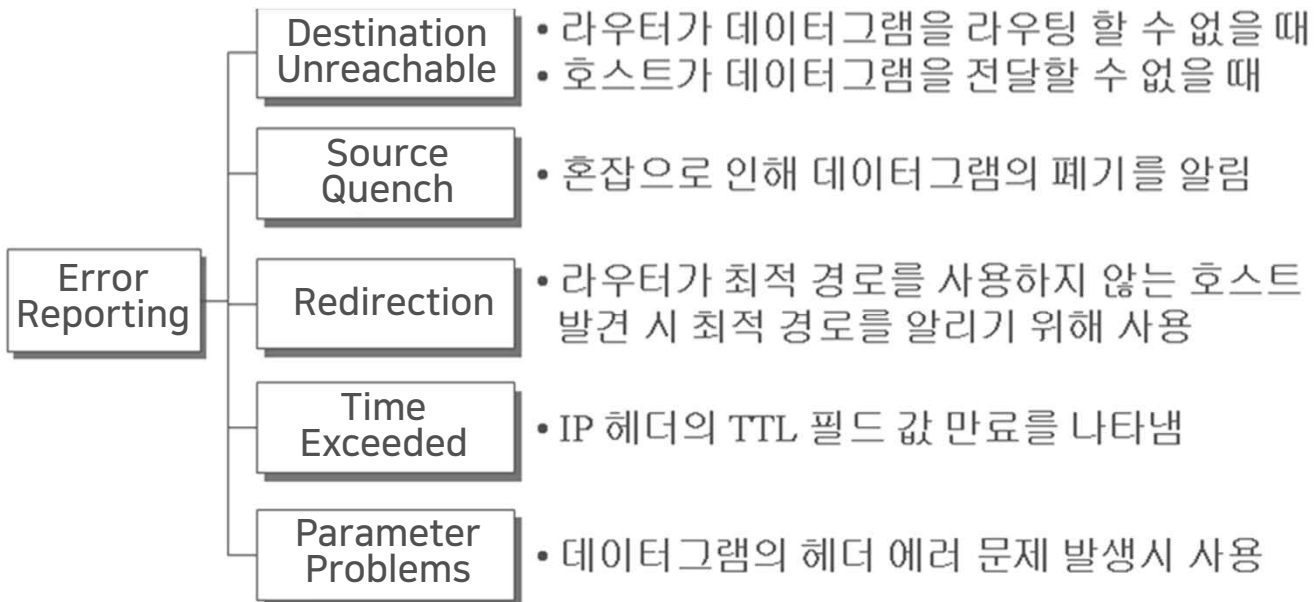 Error
Reporting
Destination
Unreachable
• 라우터가 데이터그램을 라우팅 할 수 없을 때
• 호스트가 데이터그램을 전달할 수 없을 때
Source
Quench
• 혼잡으로 인해 데이터그램의 폐기를 알림
Redirection
• 라우터가 최적 경로를 사용하지 않는 호스트
발견 시 최적 경로를 알리기 위해 사용
Time
Exceeded
• IP 헤더의 TTL 필드 값 만료를 나타냄
Parameter
Problems
• 데이터그램의 헤더 에러 문제 발생시 사용